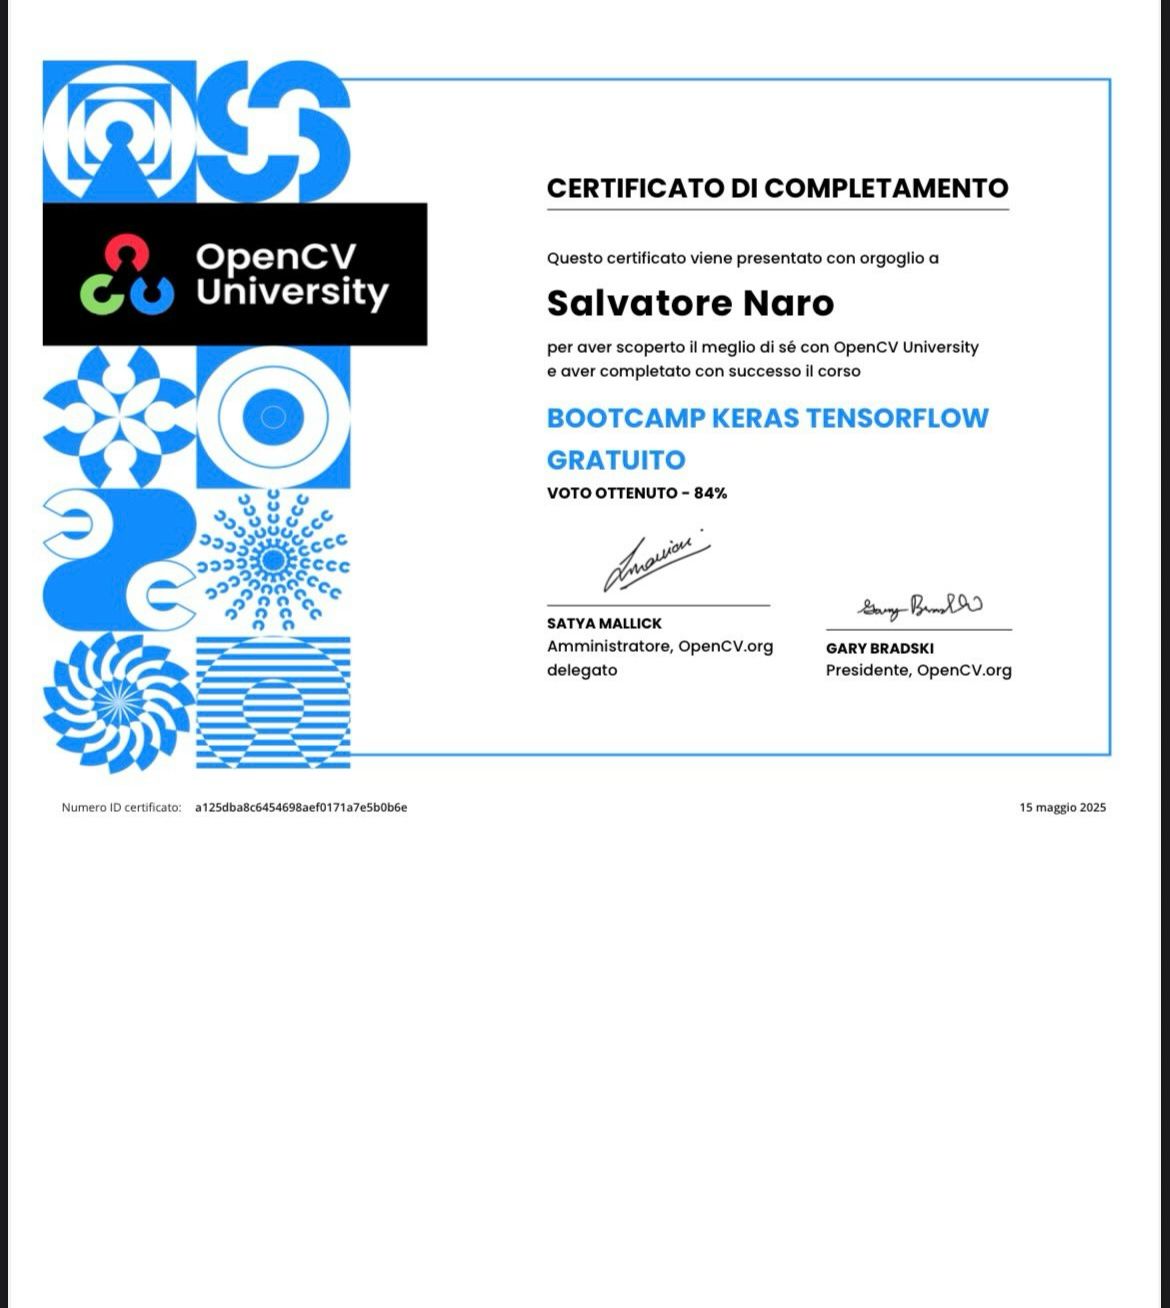 OpenCV
University
CERTIFICATO DI COMPLETAMENTO
Questo certificato viene presentato con orgoglio a
Salvatore Naro
per aver scoperto il meglio di sé con OpenCV University
e aver completato con successo il corso
BOOTCAMP KERAS TENSORFLOW
GRATUITO
VOTO OTTENUTO - 84%
SATYA MALLICK
Amministratore, OpenCV.org
delegato
Gary Bradski
GARY BRADSKI
Presidente, OpenCV.org
Numero ID certificato: a125dba8c6454698aef0171a7e5b0b6e
15 maggio 2025